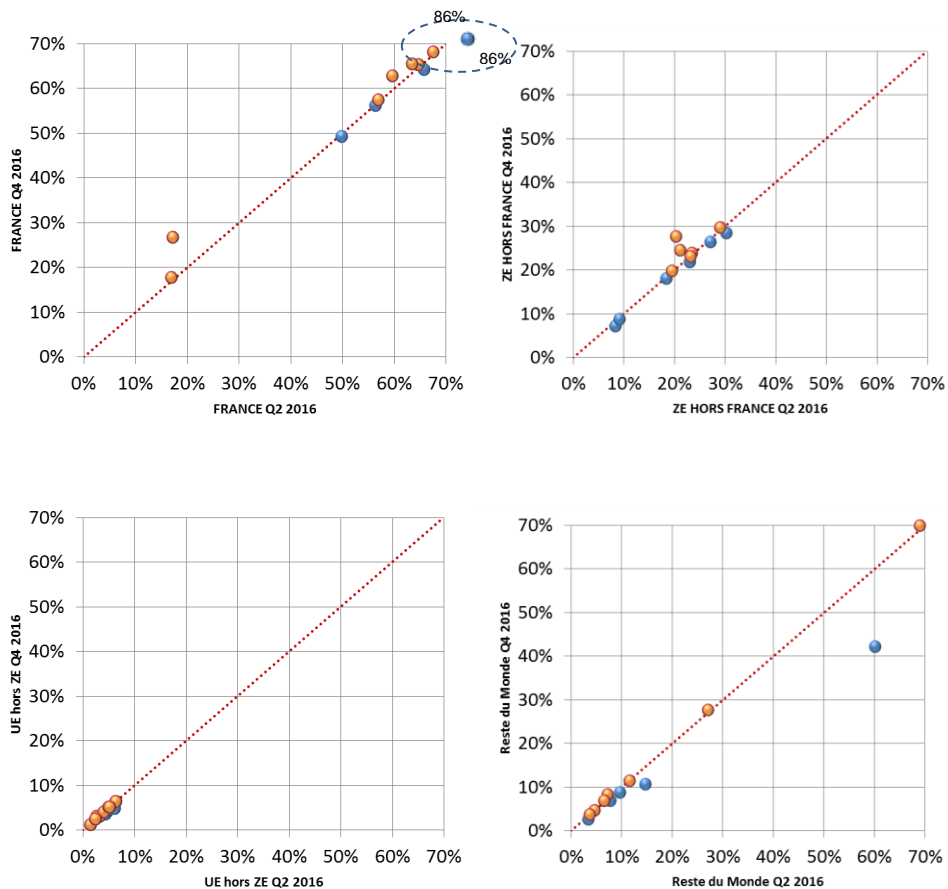 86%
86%
70%
60%
50%
40%
30%
20%
10%
0%
0% 10% 20% 30% 40% 50% 60% 70%
FRANCE Q4 2016
FRANCE Q2 2016
70%
60%
50%
40%
30%
20%
10%
0%
0% 10% 20% 30% 40% 50% 60% 70%
ZE HORS FRANCE Q4 2016
ZE HORS FRANCE Q2 2016
70%
60%
50%
40%
30%
20%
10%
0%
0% 10% 20% 30% 40% 50% 60% 70%
UE hors ZE Q4 2016
UE hors ZE Q2 2016
70%
60%
50%
40%
30%
20%
10%
0%
0% 10% 20% 30% 40% 50% 60% 70%
Reste du Monde Q4 2016
Reste du Monde Q2 2016